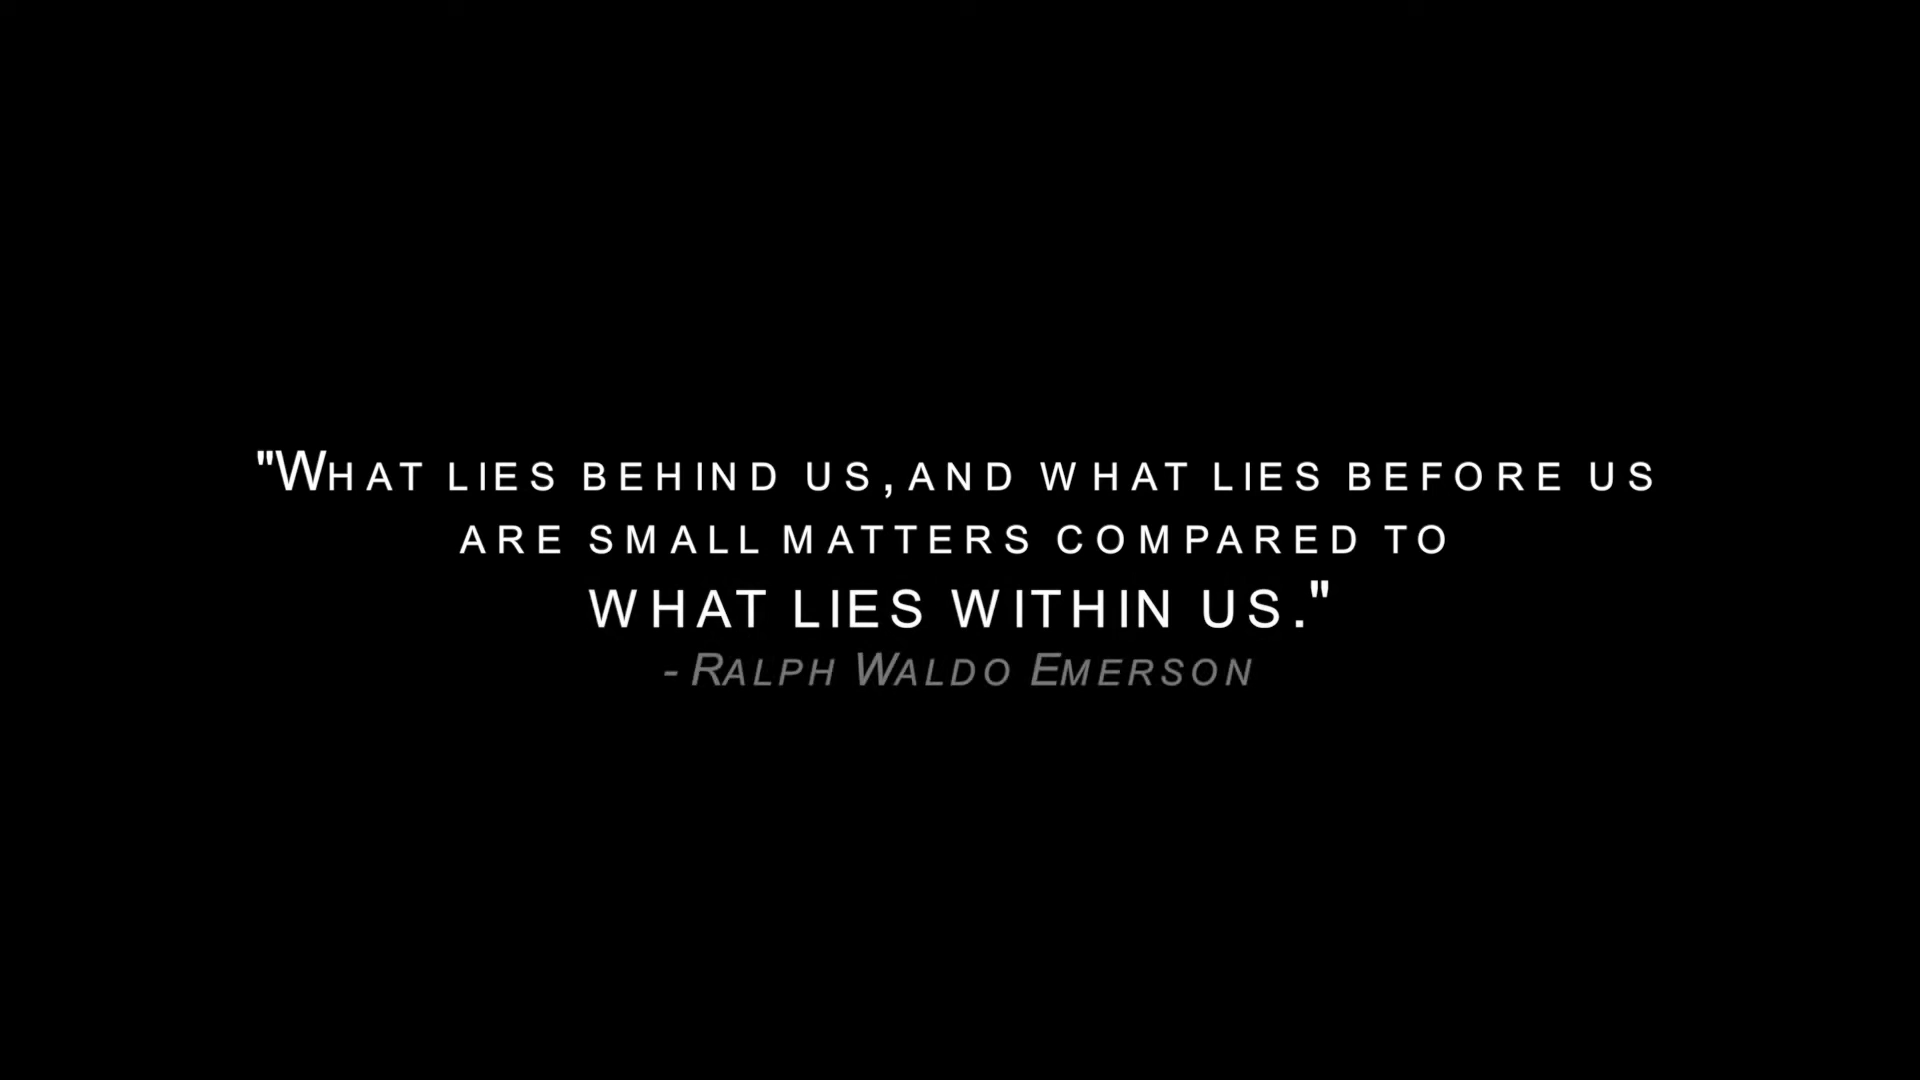 "What lies behind us,and what lies before us
are small matters compared to
what lies within us."
- Ralph Waldo Emerson